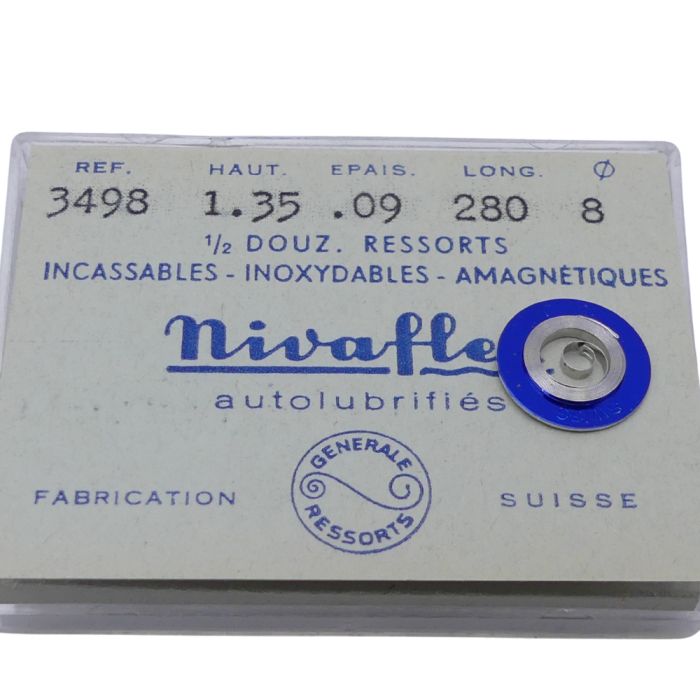 REF. HAUT. EPAIS. LONG. Ø
3498 1.35 .09 280 8
1/2 DOUZ. RESSORTS
INCASSABLES - INOXYDABLES - AMAGNÉTIQUES
Nivafle
autolubrifiés
GENERALE
RESSORTS
FABRICATION SUISSE